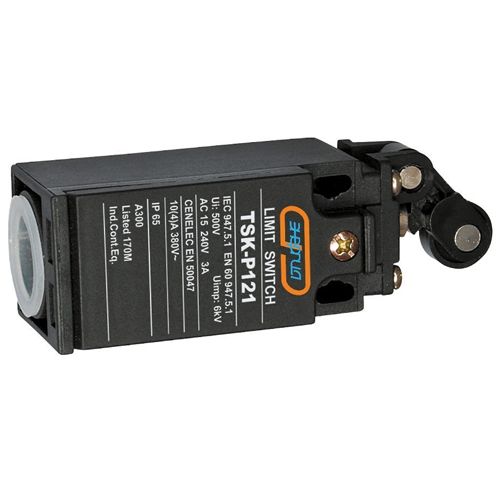 Энергия
LIMIT SWITCH
TSK-P121
IEC 947.5.1 EN 60 947.5.1
Ui: 500V Uimp: 6kV
AC 15 240V 3A
CENELEC EN 50047
10(4)A 380V~
IP 65
A300
Listed 170M
Ind.Cont.Eq.